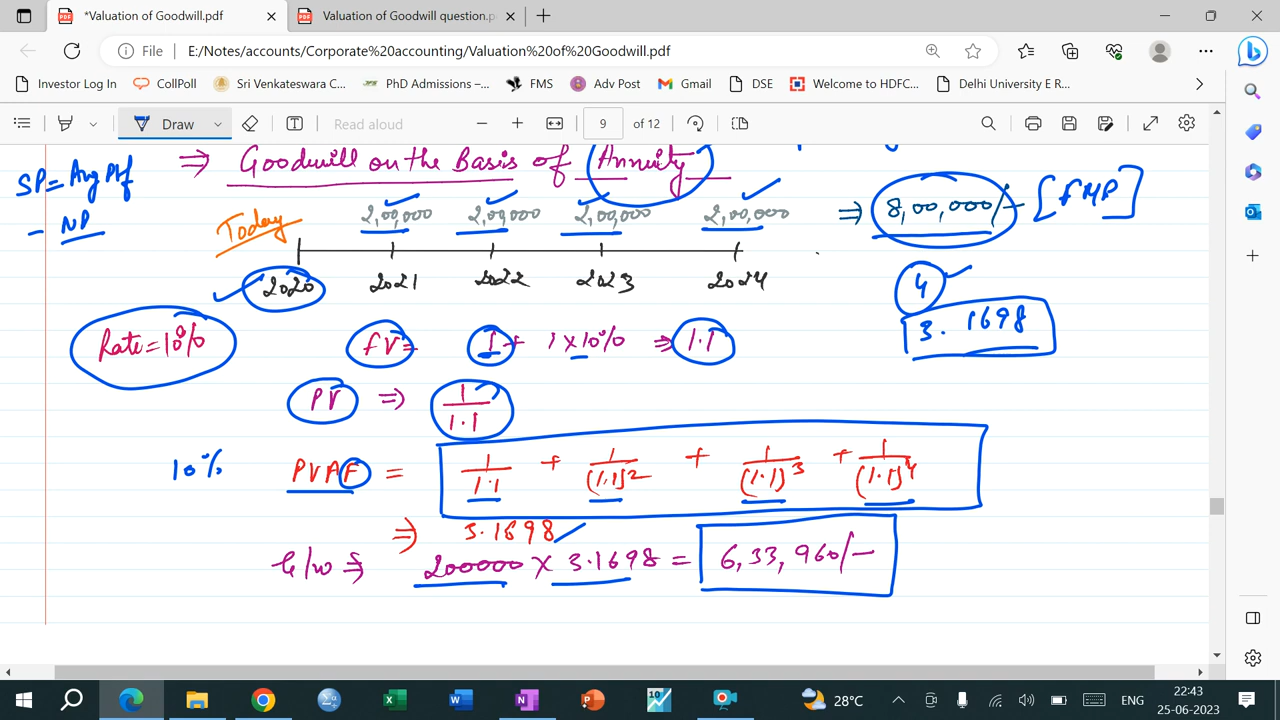 *Valuation of Goodwill.pdf
Valuation of Goodwill question.p
File E:/Notes/accounts/Corporate%20accounting/Valuation%20of%20Goodwill.pdf
Investor Log In CollPoll Sri Venkateswara C... PhD Admissions –... FMS Adv Post Gmail DSE Welcome to HDFC... Delhi University E R...
Draw Read aloud 9 of 12
⇒ Goodwill on the Basis of Annuity
SP = Avg Prf
- NP
Today 2,00,000 2,00,000 2,00,000 2,00,000 ⇒ 8,00,000/- [FMP]
2020 2021 2022 2023 2024
4
3.1698
Rate=10% FV= 1+ 1×10% ⇒ 1.1
PV ⇒ 1/1.1
10% PVAF = 1/1.1 + 1/(1.1)2 + 1/(1.1)3 + 1/(1.1)4
⇒ 3.1698
G/w ⇒ 200000 × 3.1698 = 6,33,960/-
28°C ENG 22:43
25-06-2023